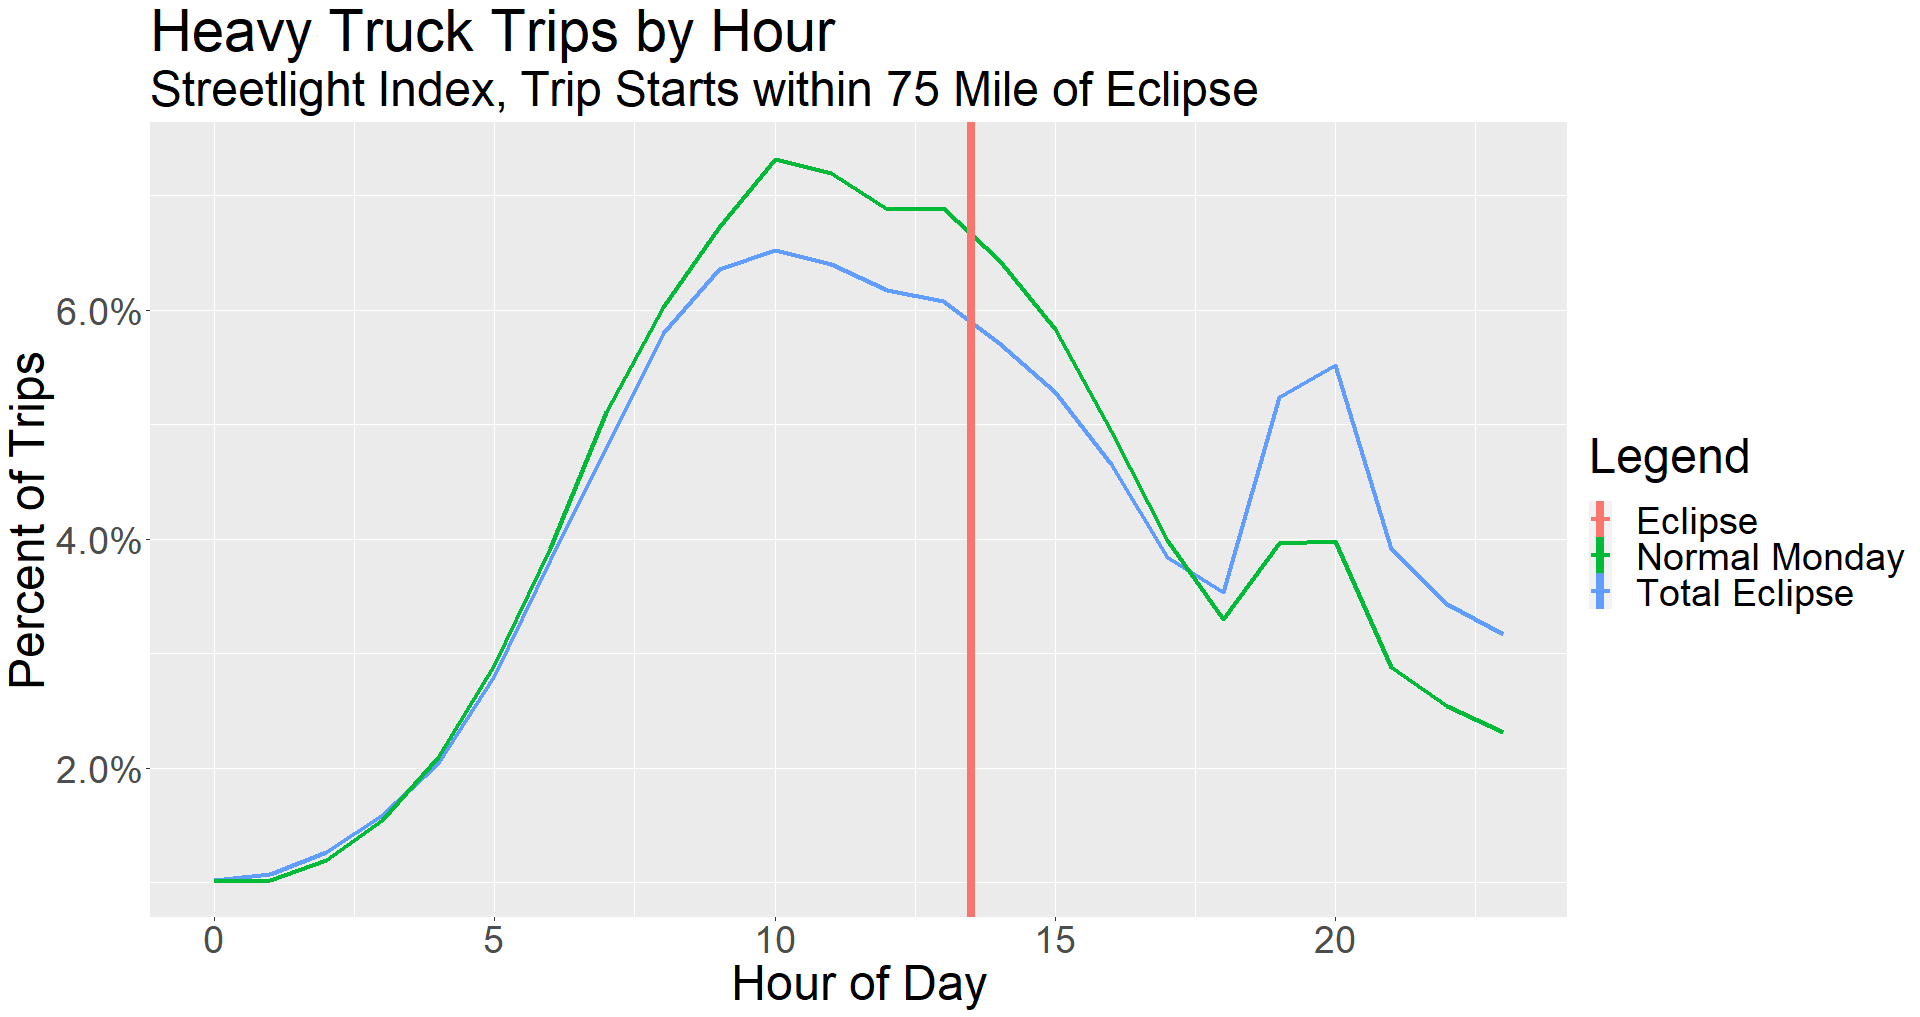 Heavy Truck Trips by Hour
Streetlight Index, Trip Starts within 75 Mile of Eclipse
Percent of Trips
6.0%
4.0%
2.0%
0 5 10 15 20
Hour of Day
Legend
Eclipse
Normal Monday
Total Eclipse